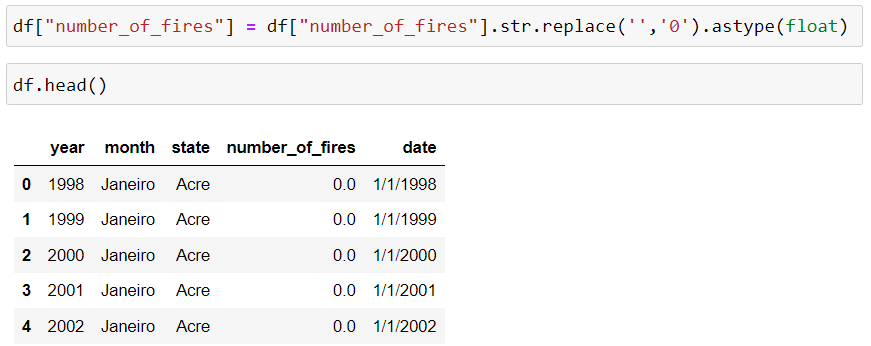 df["number_of_fires"] = df["number_of_fires"].str.replace('','0').astype(float)
df.head()
year month state number_of_fires date
0 1998 Janeiro Acre 0.0 1/1/1998
1 1999 Janeiro Acre 0.0 1/1/1999
2 2000 Janeiro Acre 0.0 1/1/2000
3 2001 Janeiro Acre 0.0 1/1/2001
4 2002 Janeiro Acre 0.0 1/1/2002